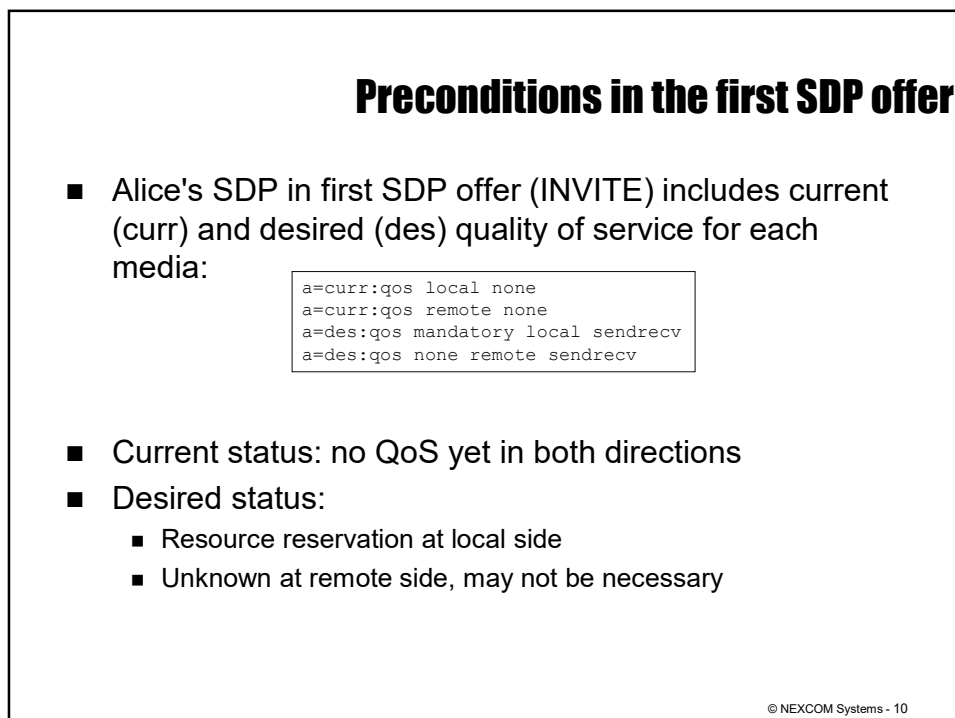 Preconditions in the first SDP offer
■ Alice's SDP in first SDP offer (INVITE) includes current
(curr) and desired (des) quality of service for each
media:
a=curr:qos local none
a=curr:qos remote none
a=des:qos mandatory local sendrecv
a=des:qos none remote sendrecv
■ Current status: no QoS yet in both directions
■ Desired status:
■ Resource reservation at local side
■ Unknown at remote side, may not be necessary
© NEXCOM Systems - 10